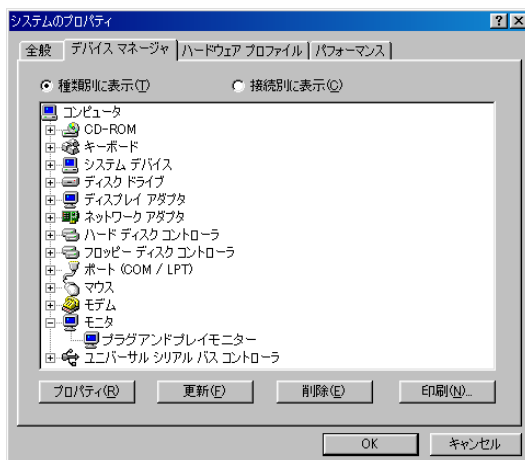 システムのプロパティ
全般 デバイス マネージャ ハードウェア プロファイル パフォーマンス
種類別に表示(T) 接続別に表示(C)
コンピュータ
CD-ROM
キーボード
システム デバイス
ディスク ドライブ
ディスプレイ アダプタ
ネットワーク アダプタ
ハード ディスク コントローラ
フロッピー ディスク コントローラ
ポート (COM / LPT)
マウス
モデム
モニタ
プラグアンドプレイモニター
ユニバーサル シリアル バス コントローラ
プロパティ(R) 更新(F) 削除(E) 印刷(N)...
OK キャンセル